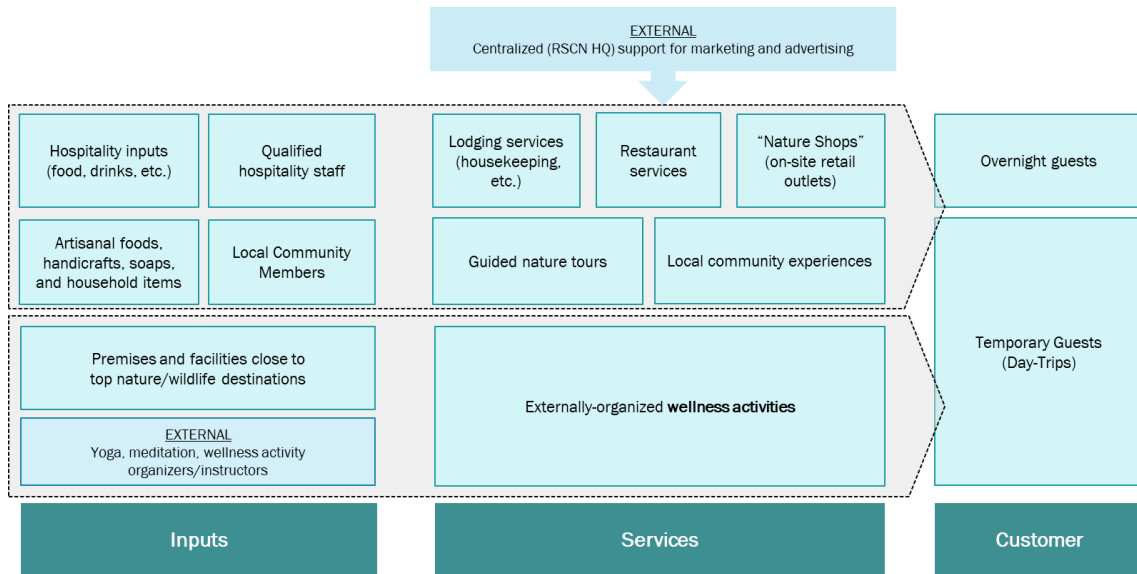 EXTERNAL
Centralized (RSCN HQ) support for marketing and advertising
Hospitality inputs
(food, drinks, etc.)
Qualified
hospitality staff
Lodging services
(housekeeping,
etc.)
Restaurant
services
“Nature Shops”
(on-site retail
outlets)
Overnight guests
Artisanal foods,
handicrafts, soaps,
and household items
Local Community
Members
Guided nature tours
Local community experiences
Premises and facilities close to
top nature/wildlife destinations
EXTERNAL
Yoga, meditation, wellness activity
organizers/instructors
Externally-organized wellness activities
Temporary Guests
(Day-Trips)
Inputs
Services
Customer